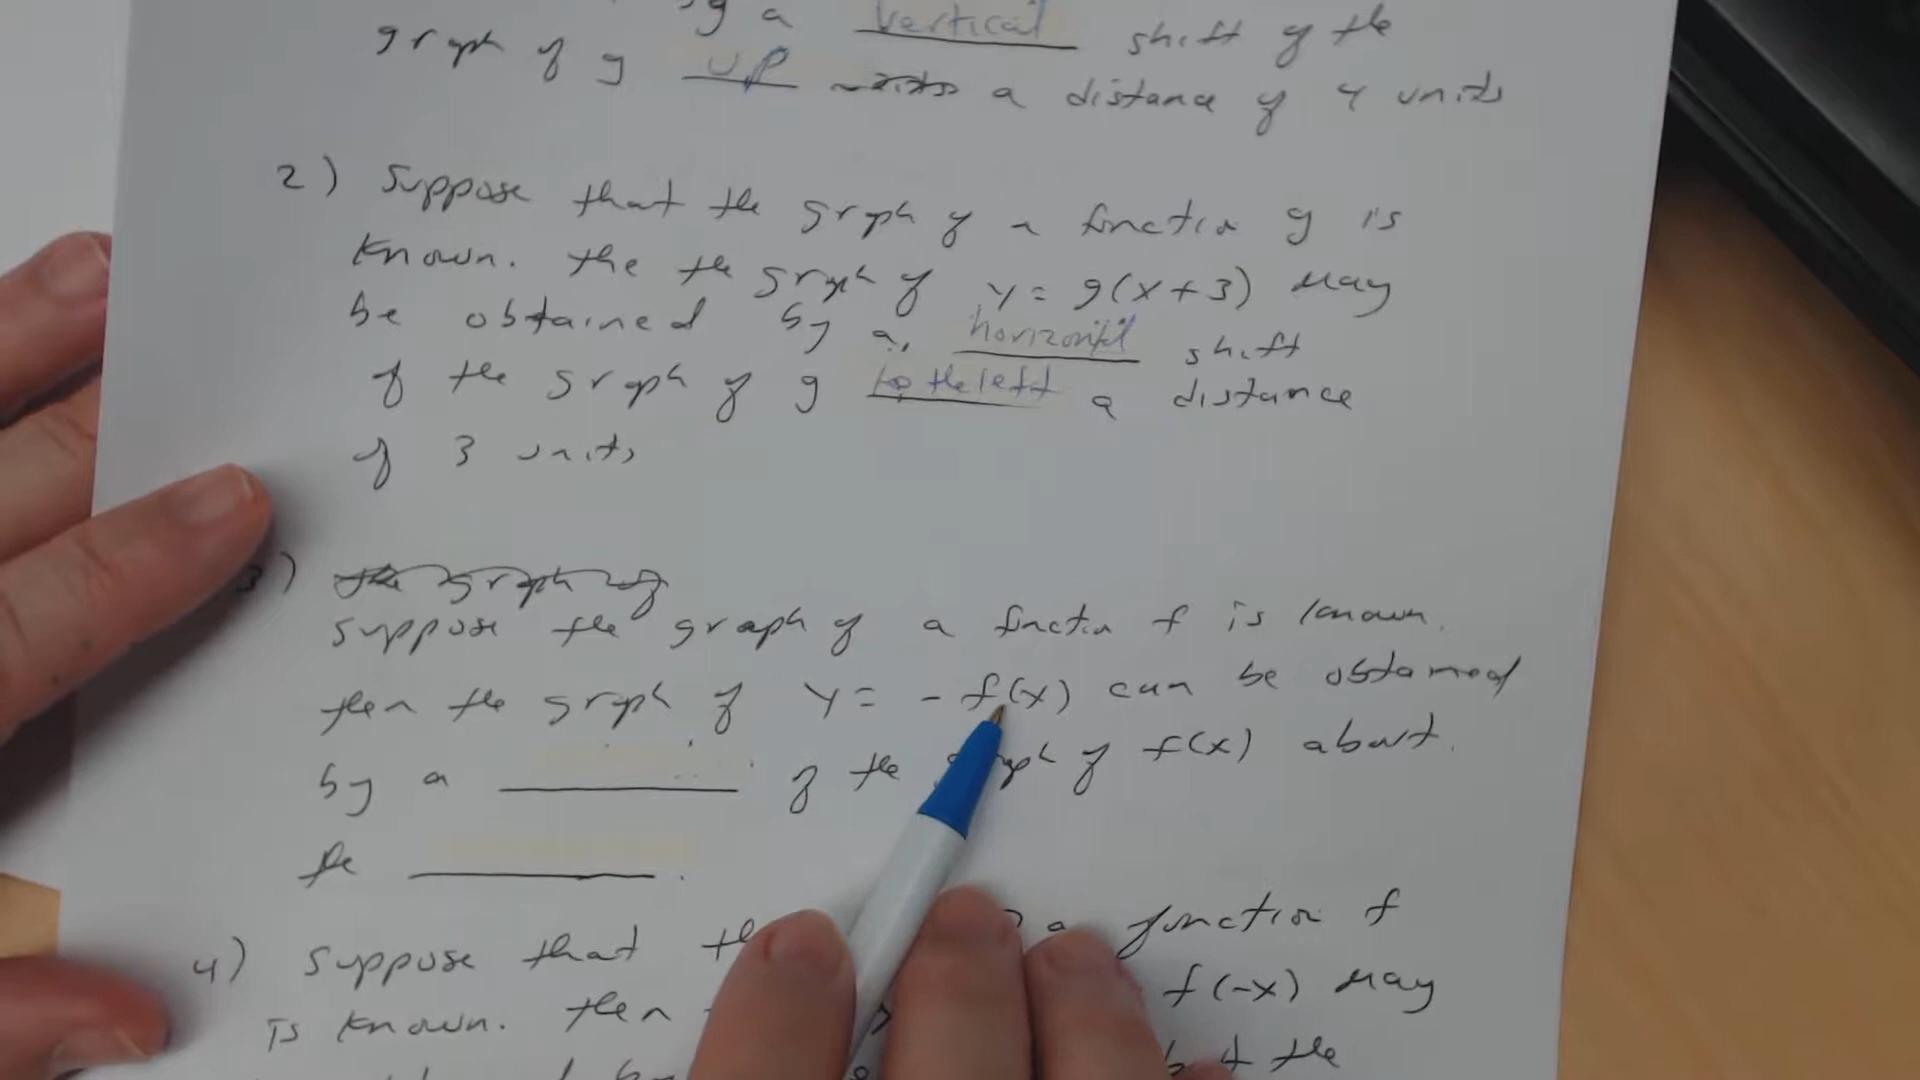 by a vertical shift of the
graph of g UP a distance of 4 units
2) Suppose that the graph of a function g is
known. the the graph of y = g(x+3) may
be obtained by a horizontal shift
of the graph of g to the left a distance
of 3 units
3) the graph of
Suppose the graph of a function f is known.
then the graph of y = - f(x) can be obtained
by a ________ of the graph of f(x) about
the ________.
4) Suppose that a function f
is known. then f(-x) may
the